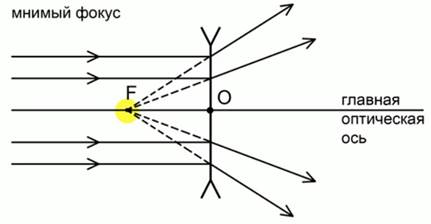 мнимый фокус
F
O
главная
оптическая
ось